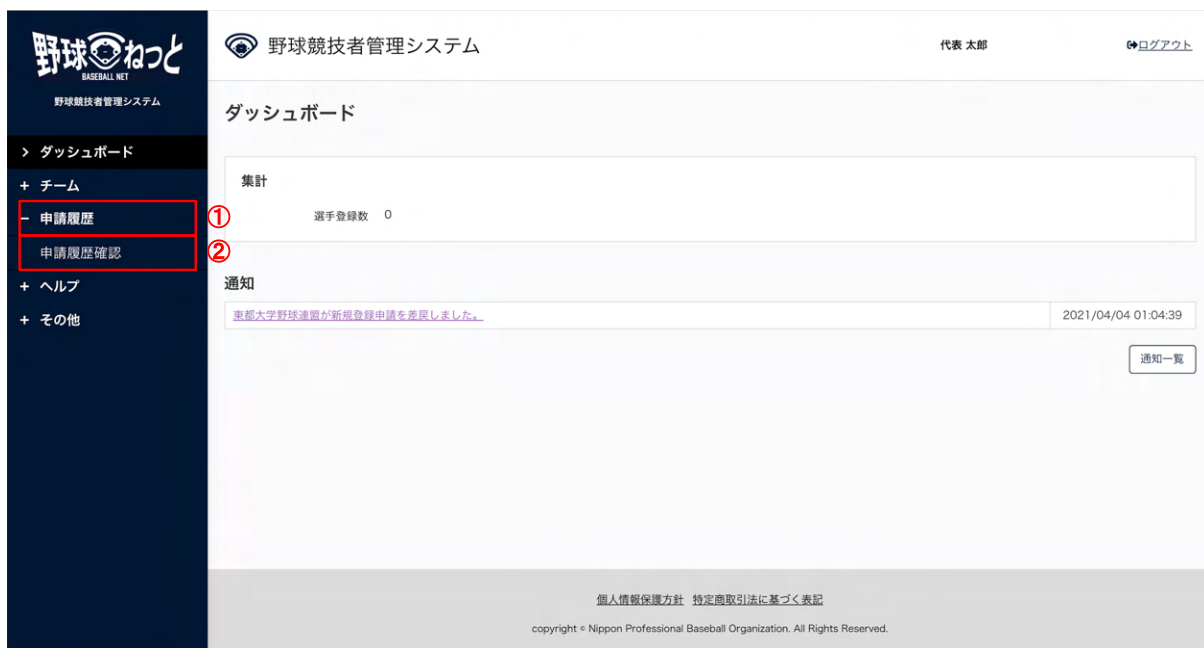 野球ねっと
BASEBALL NET
野球競技者管理システム
野球競技者管理システム
代表 太郎
ログアウト
ダッシュボード
> ダッシュボード
+ チーム
− 申請履歴
①
申請履歴確認
②
+ ヘルプ
+ その他
集計
選手登録数 0
通知
東都大学野球連盟が新規登録申請を差戻しました。
2021/04/04 01:04:39
通知一覧
個人情報保護方針 特定商取引法に基づく表記
copyright © Nippon Professional Baseball Organization. All Rights Reserved.